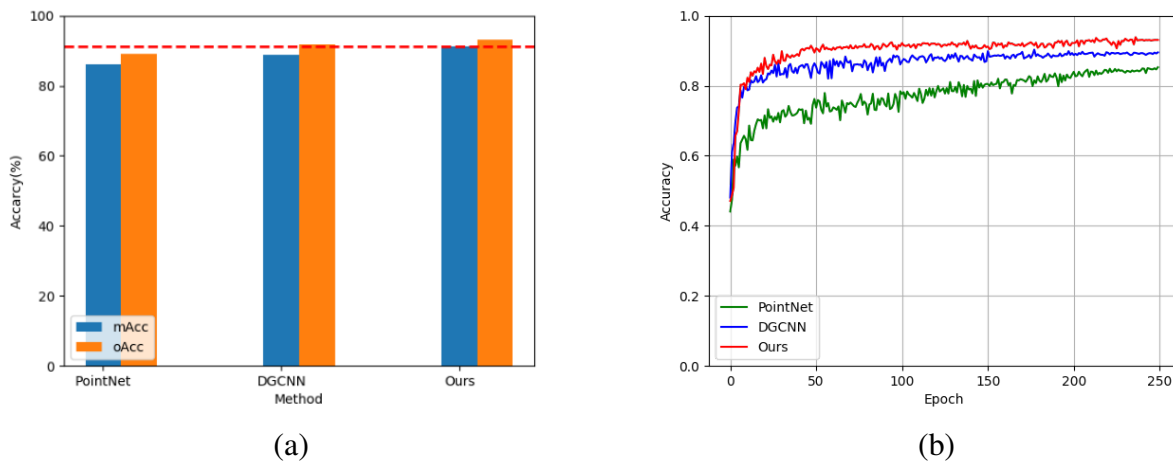 100
80
60
40
20
0
Accarcy(%)
mAcc
oAcc
PointNet DGCNN Ours
Method
(a)
1.0
0.8
0.6
0.4
0.2
0.0
Accuracy
PointNet
DGCNN
Ours
0 50 100 150 200 250
Epoch
(b)